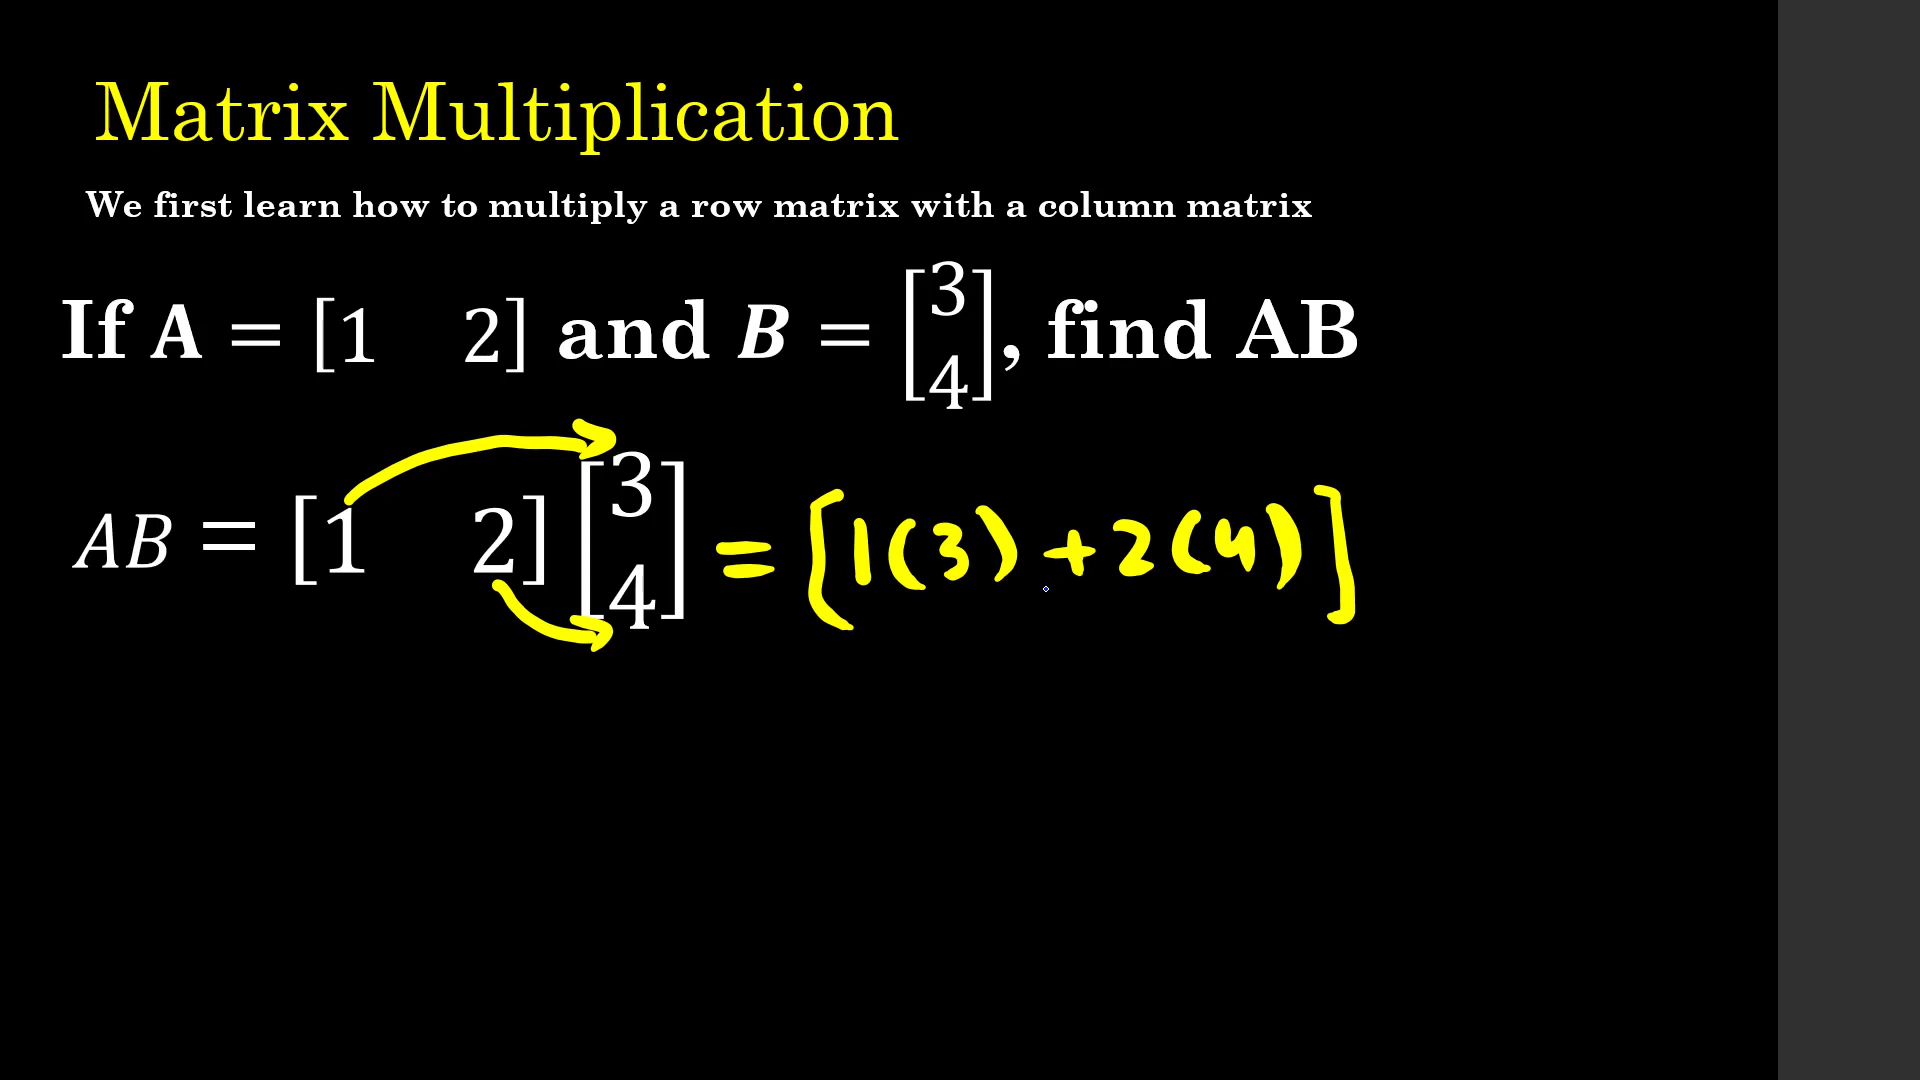 Matrix Multiplication
We first learn how to multiply a row matrix with a column matrix
If A = [1 2] and B = [3 4], find AB
AB = [1 2] [3 4] = [1(3) + 2(4)]